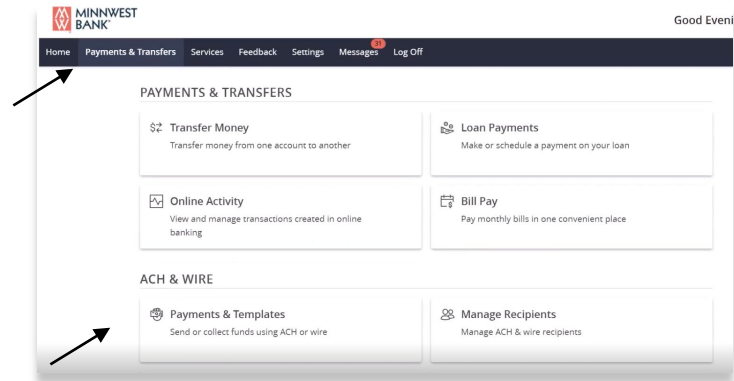 MINNWEST
BANK
Good Eveni
Home Payments & Transfers Services Feedback Settings Messages 31 Log Off
PAYMENTS & TRANSFERS
Transfer Money
Transfer money from one account to another
Loan Payments
Make or schedule a payment on your loan
Online Activity
View and manage transactions created in online
banking
Bill Pay
Pay monthly bills in one convenient place
ACH & WIRE
Payments & Templates
Send or collect funds using ACH or wire
Manage Recipients
Manage ACH & wire recipients